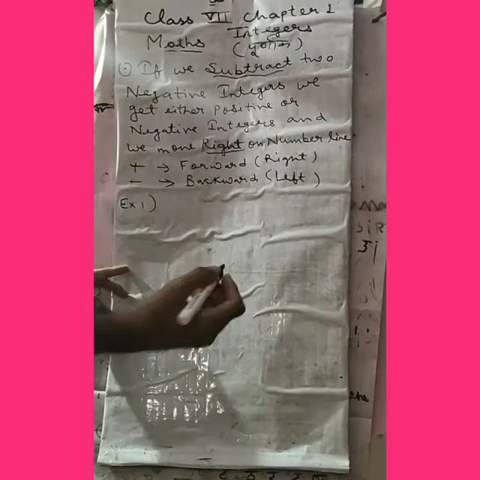 Class VII Chapter 1
Maths Integers
(पूर्णांक)
⊙ If we Subtract two
Negative Integers we
get either positive or
Negative Integers and
we move Right on Number line
+ → Forward (Right)
- → Backward (Left)
Ex 1)